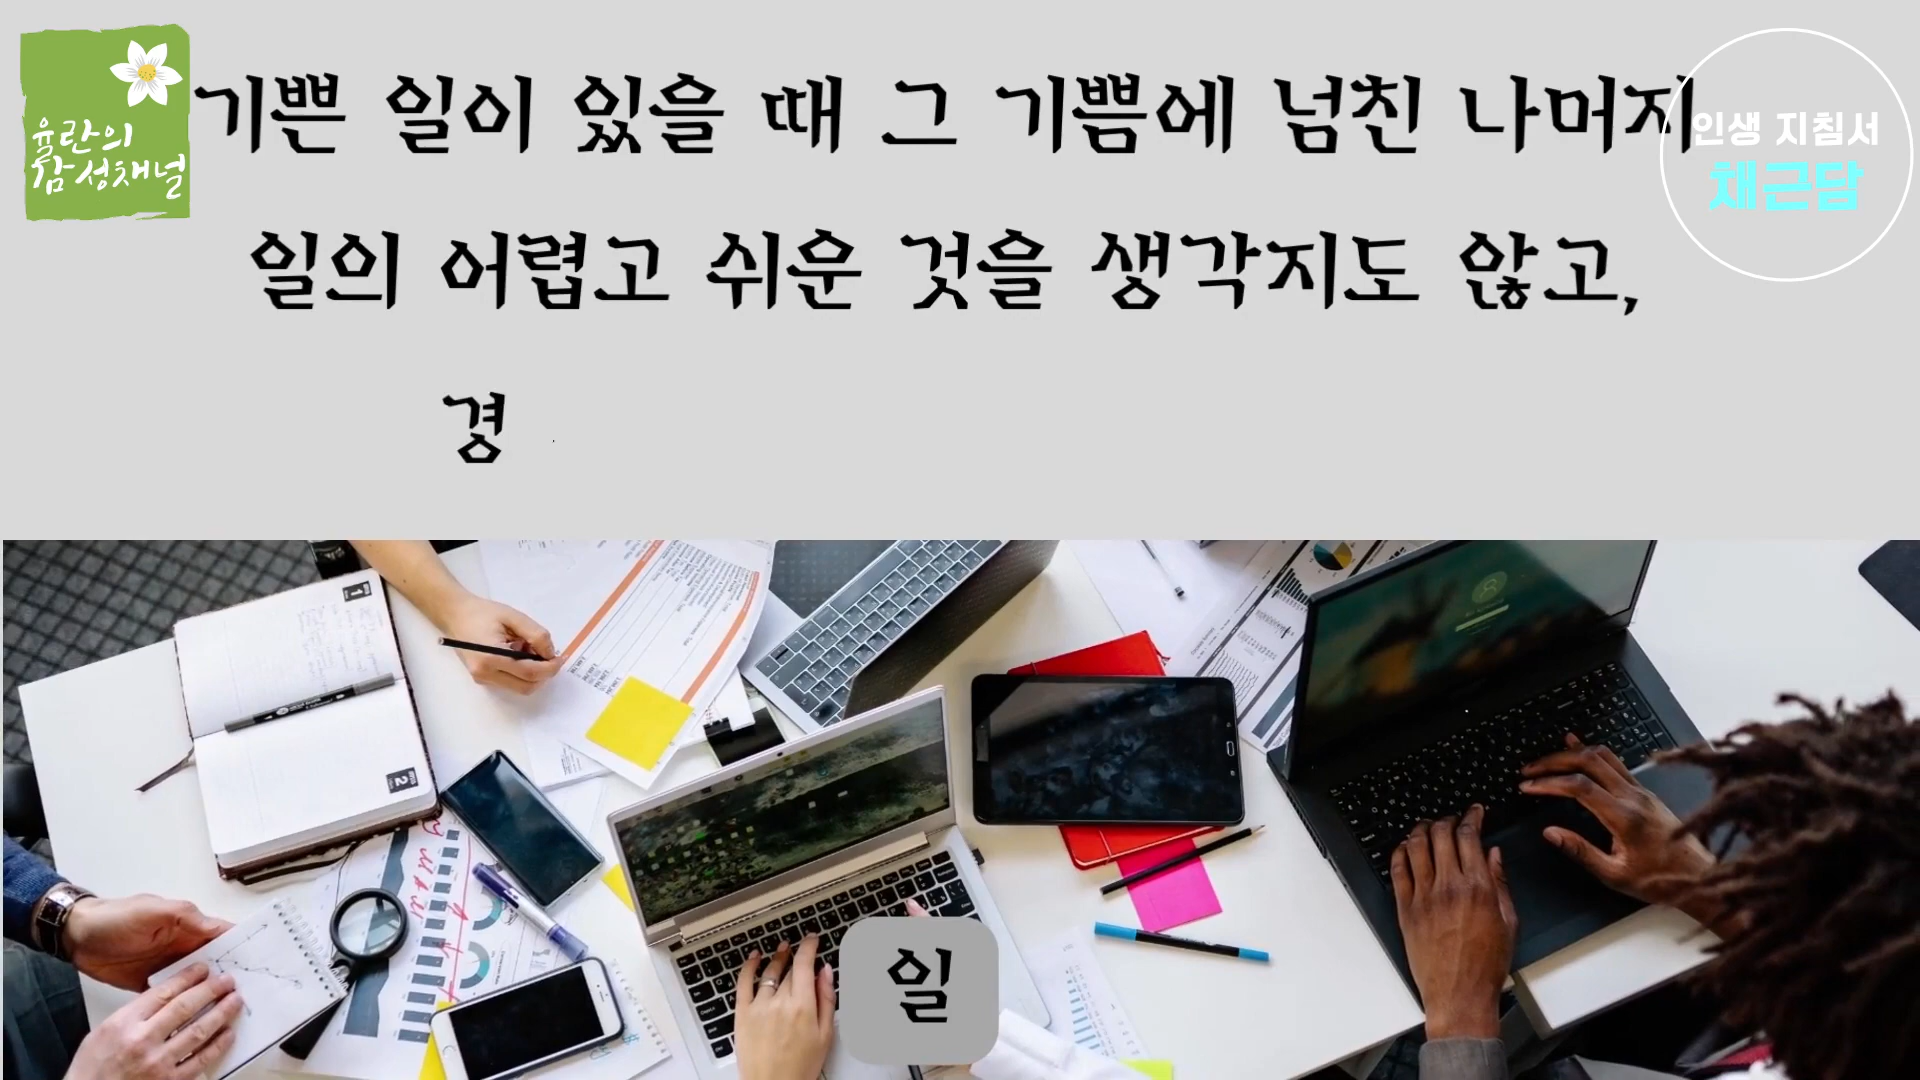 율란의
감성채널
기쁜 일이 있을 때 그 기쁨에 넘친 나머지
인생 지침서
채근담
일의 어렵고 쉬운 것을 생각지도 않고,
경
일